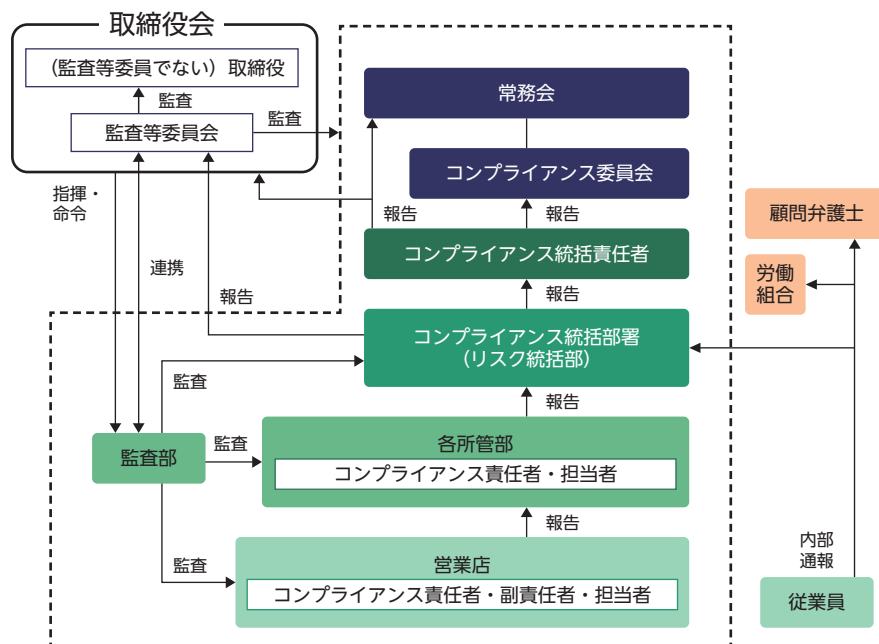 取締役会
（監査等委員でない）取締役
監査
監査等委員会
監査
常務会
コンプライアンス委員会
指揮・
命令
報告
報告
顧問弁護士
コンプライアンス統括責任者
連携
報告
報告
労働
組合
コンプライアンス統括部署
（リスク統括部）
監査
報告
監査部
監査
各所管部
コンプライアンス責任者・担当者
報告
監査
営業店
コンプライアンス責任者・副責任者・担当者
内部
通報
従業員